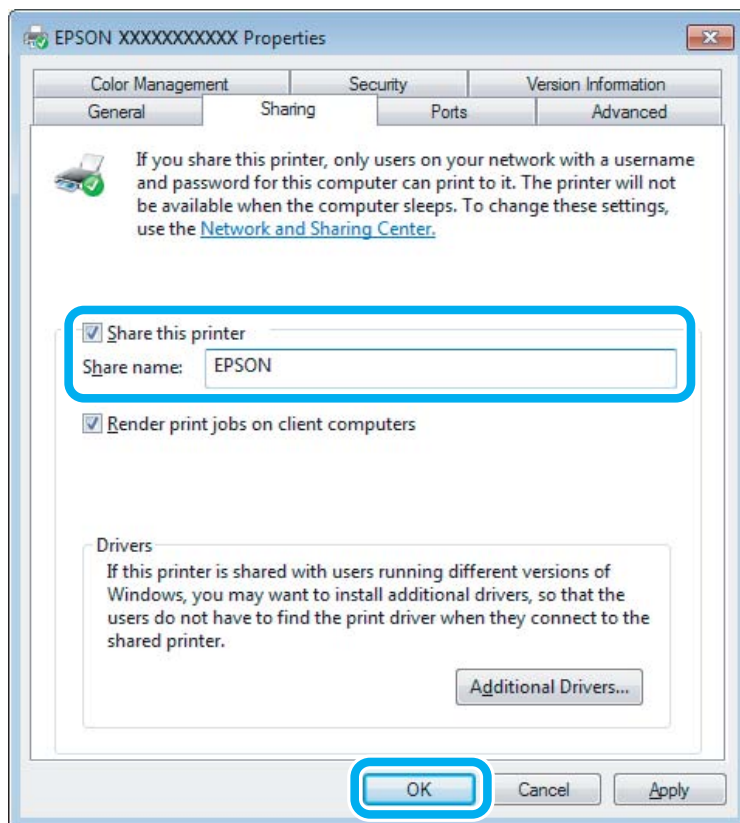 EPSON XXXXXXXXXXX Properties
Color Management Security Version Information
General Sharing Ports Advanced
If you share this printer, only users on your network with a username
and password for this computer can print to it. The printer will not
be available when the computer sleeps. To change these settings,
use the Network and Sharing Center.
Share this printer
Share name: EPSON
Render print jobs on client computers
Drivers
If this printer is shared with users running different versions of
Windows, you may want to install additional drivers, so that the
users do not have to find the print driver when they connect to the
shared printer.
Additional Drivers...
OK Cancel Apply